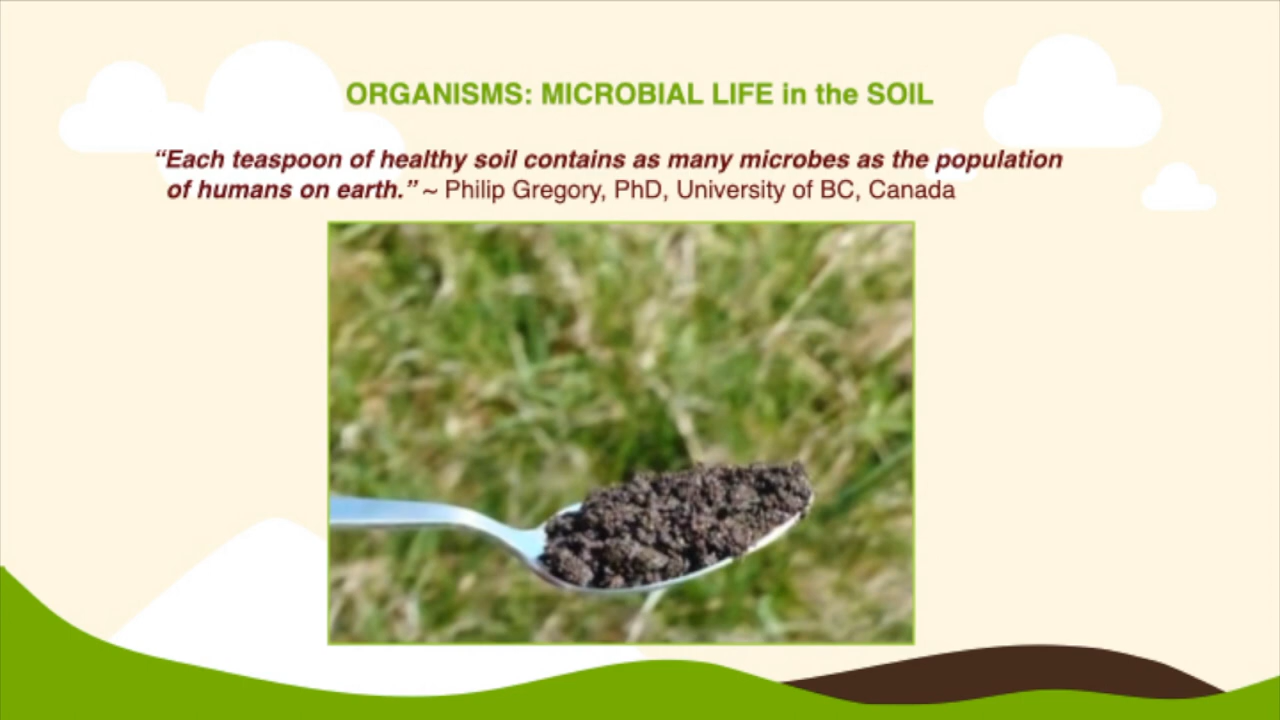 ORGANISMS: MICROBIAL LIFE in the SOIL
“Each teaspoon of healthy soil contains as many microbes as the population
of humans on earth.” ~ Philip Gregory, PhD, University of BC, Canada